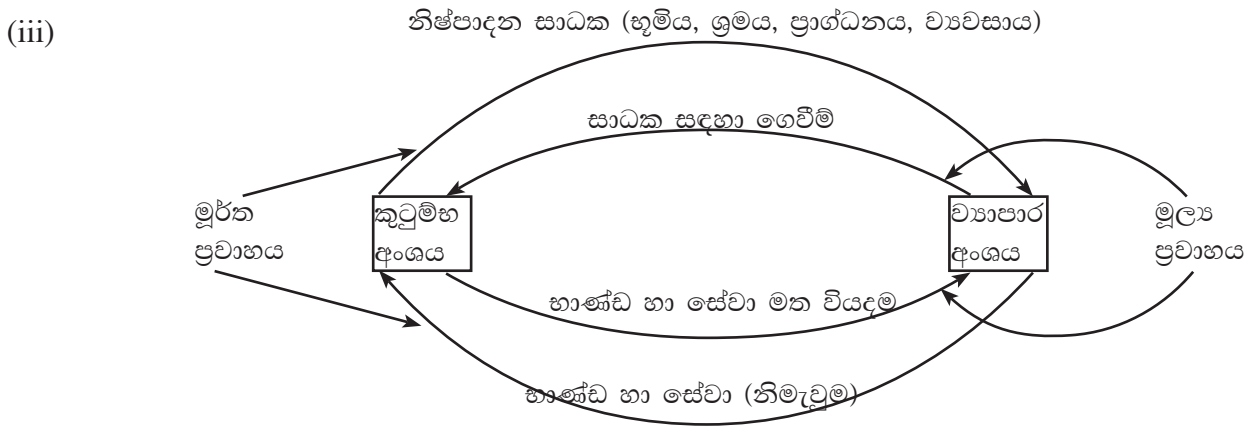 (iii)
නිෂ්පාදන සාධක (භූමිය, ශ්‍රමය, ප්‍රාග්ධනය, ව්‍යවසාය)
සාධක සඳහා ගෙවීම්
මූර්ත
ප්‍රවාහය
කුටුම්භ
අංශය
ව්‍යාපාර
අංශය
මූල්‍ය
ප්‍රවාහය
භාණ්ඩ හා සේවා මත වියදම
භාණ්ඩ හා සේවා (නිමැවුම)